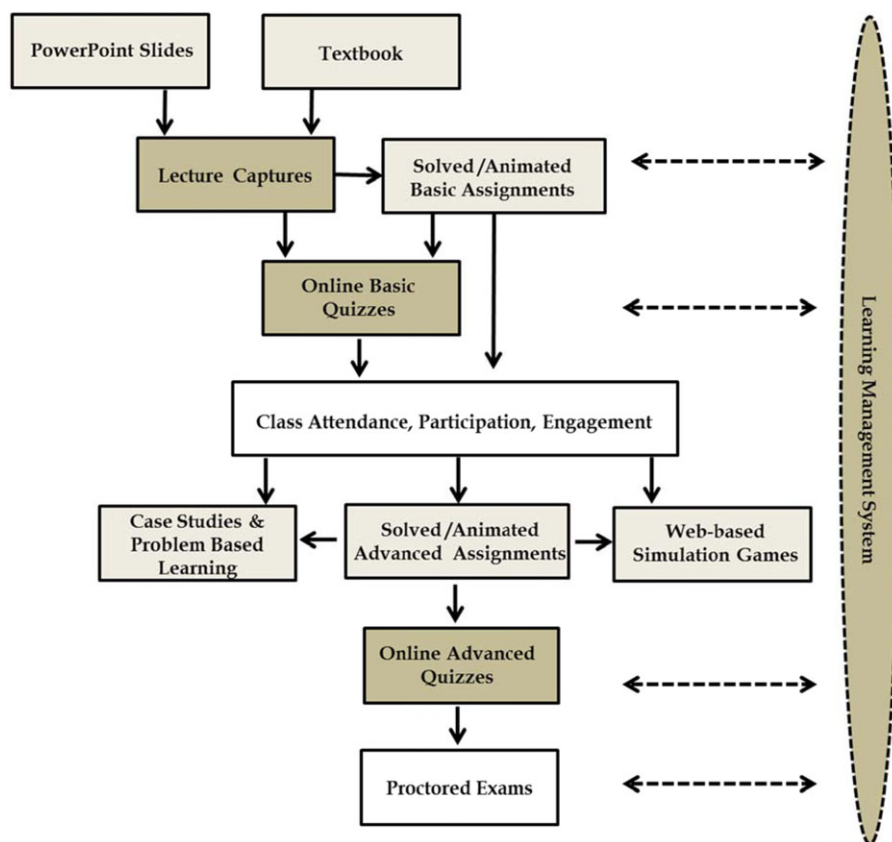 PowerPoint Slides
Textbook
Lecture Captures
Solved/Animated
Basic Assignments
Online Basic
Quizzes
Class Attendance, Participation, Engagement
Case Studies &
Problem Based
Learning
Solved/Animated
Advanced Assignments
Web-based
Simulation Games
Online Advanced
Quizzes
Proctored Exams
Learning Management System